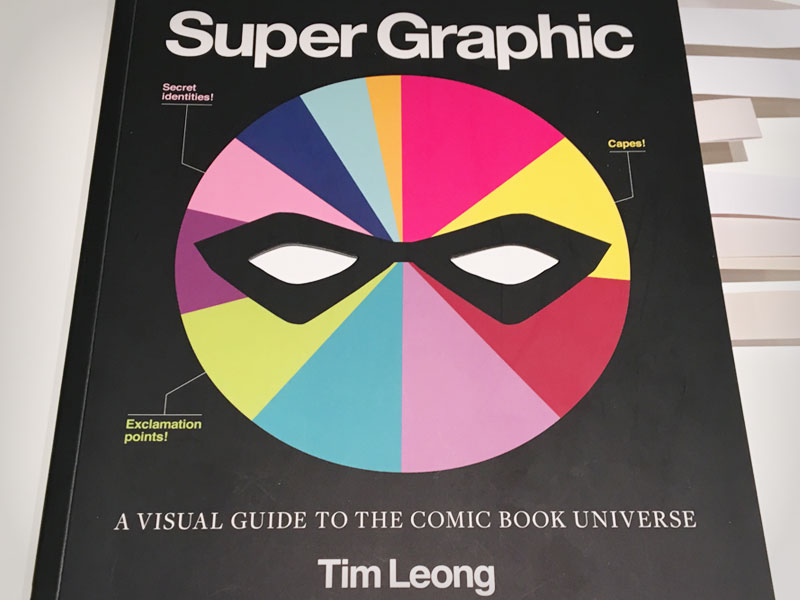 Super Graphic
Secret
identities!
Capes!
Exclamation
points!
A VISUAL GUIDE TO THE COMIC BOOK UNIVERSE
Tim Leong